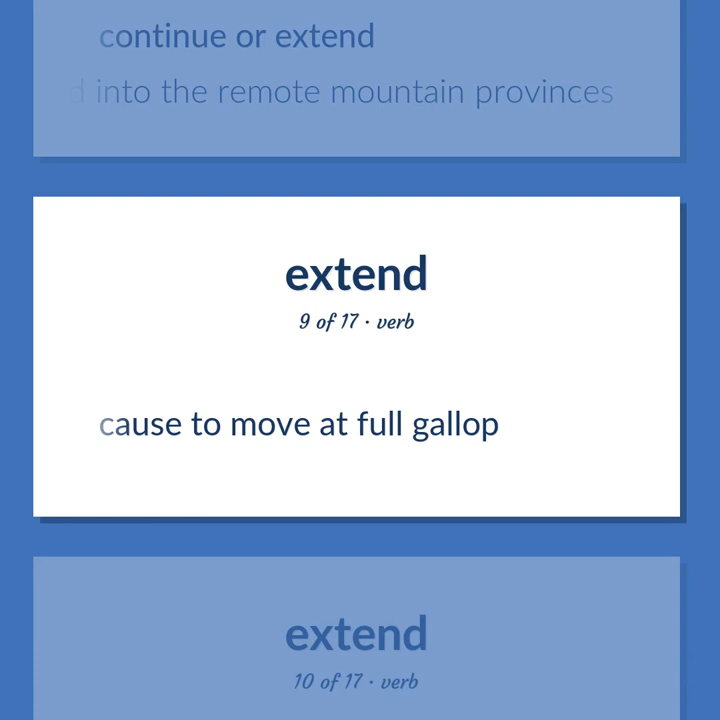 continue or extend
d into the remote mountain provinces
extend
9 of 17 · verb
cause to move at full gallop
extend
10 of 17 · verb